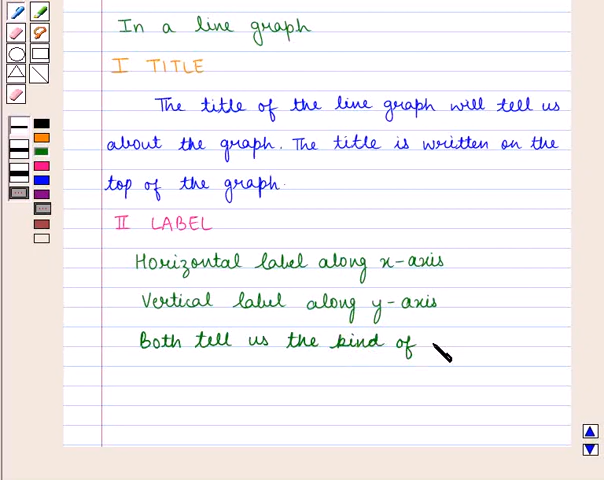 In a line graph
I TITLE
The title of the line graph will tell us
about the graph. The title is written on the
top of the graph.
II LABEL
Horizontal label along x-axis
Vertical label along y-axis
Both tell us the kind of